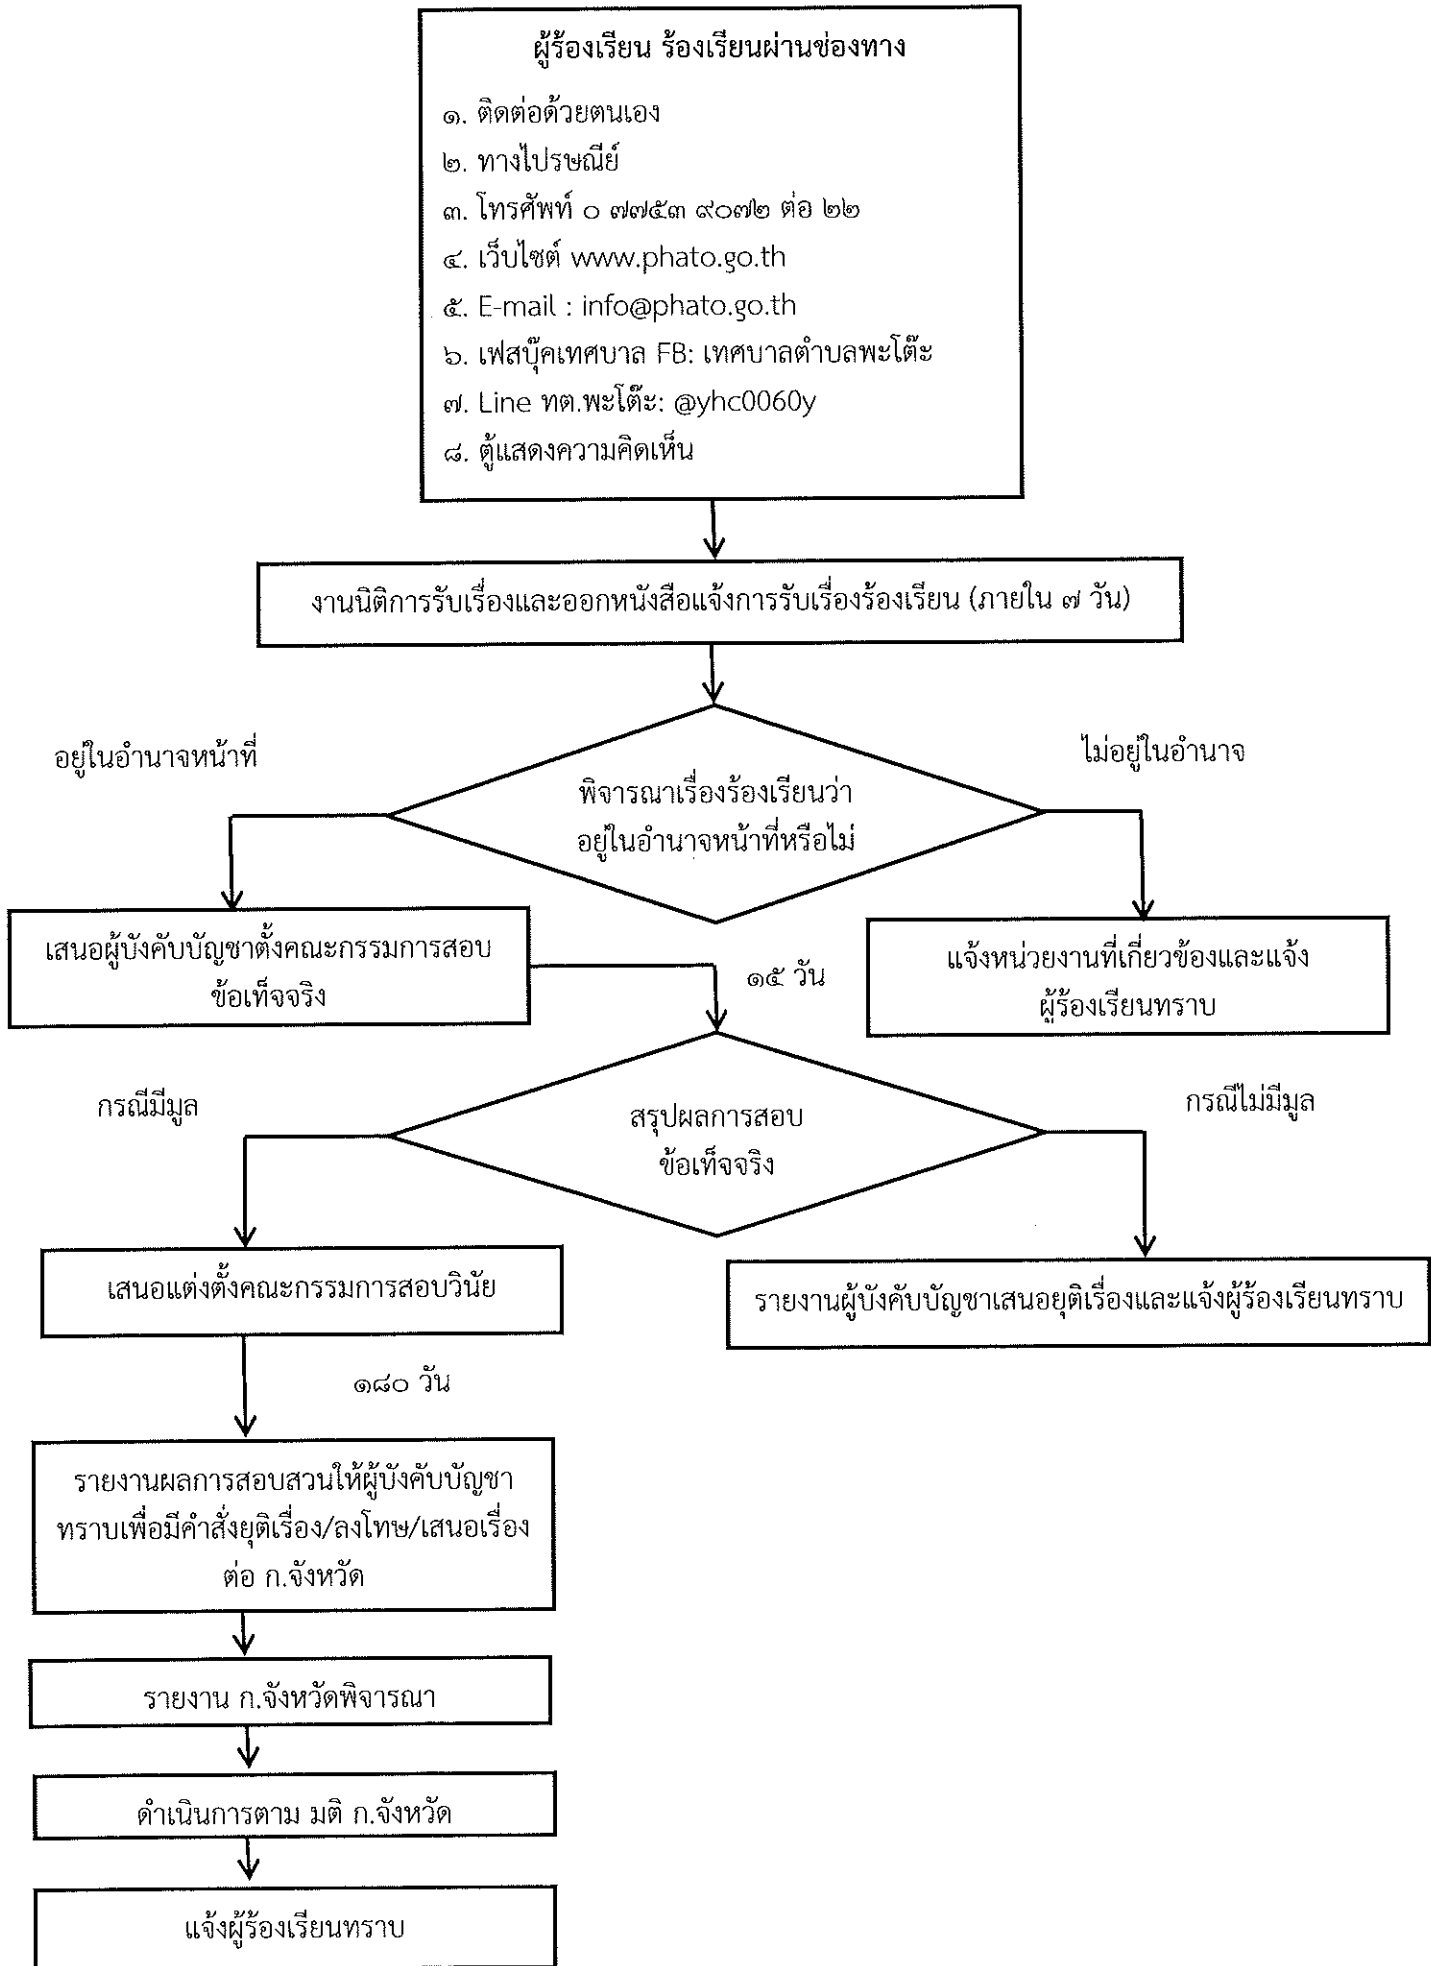 ผู้ร้องเรียน ร้องเรียนผ่านช่องทาง
๑. ติดต่อด้วยตนเอง
๒. ทางไปรษณีย์
๓. โทรศัพท์ ๐ ๗๗๕๓ ๙๐๗๒ ต่อ ๒๒
๔. เว็บไซต์ www.phato.go.th
๕. E-mail : info@phato.go.th
๖. เฟสบุ๊คเทศบาล FB: เทศบาลตำบลพะโต๊ะ
๗. Line ทต.พะโต๊ะ: @yhc0060y
๘. ตู้แสดงความคิดเห็น
งานนิติการรับเรื่องและออกหนังสือแจ้งการรับเรื่องร้องเรียน (ภายใน ๗ วัน)
อยู่ในอำนาจหน้าที่
ไม่อยู่ในอำนาจ
พิจารณาเรื่องร้องเรียนว่า
อยู่ในอำนาจหน้าที่หรือไม่
เสนอผู้บังคับบัญชาตั้งคณะกรรมการสอบ
ข้อเท็จจริง
๑๕ วัน
แจ้งหน่วยงานที่เกี่ยวข้องและแจ้ง
ผู้ร้องเรียนทราบ
กรณีมีมูล
กรณีไม่มีมูล
สรุปผลการสอบ
ข้อเท็จจริง
เสนอแต่งตั้งคณะกรรมการสอบวินัย
รายงานผู้บังคับบัญชาเสนอยุติเรื่องและแจ้งผู้ร้องเรียนทราบ
๑๘๐ วัน
รายงานผลการสอบสวนให้ผู้บังคับบัญชา
ทราบเพื่อมีคำสั่งยุติเรื่อง/ลงโทษ/เสนอเรื่อง
ต่อ ก.จังหวัด
รายงาน ก.จังหวัดพิจารณา
ดำเนินการตาม มติ ก.จังหวัด
แจ้งผู้ร้องเรียนทราบ